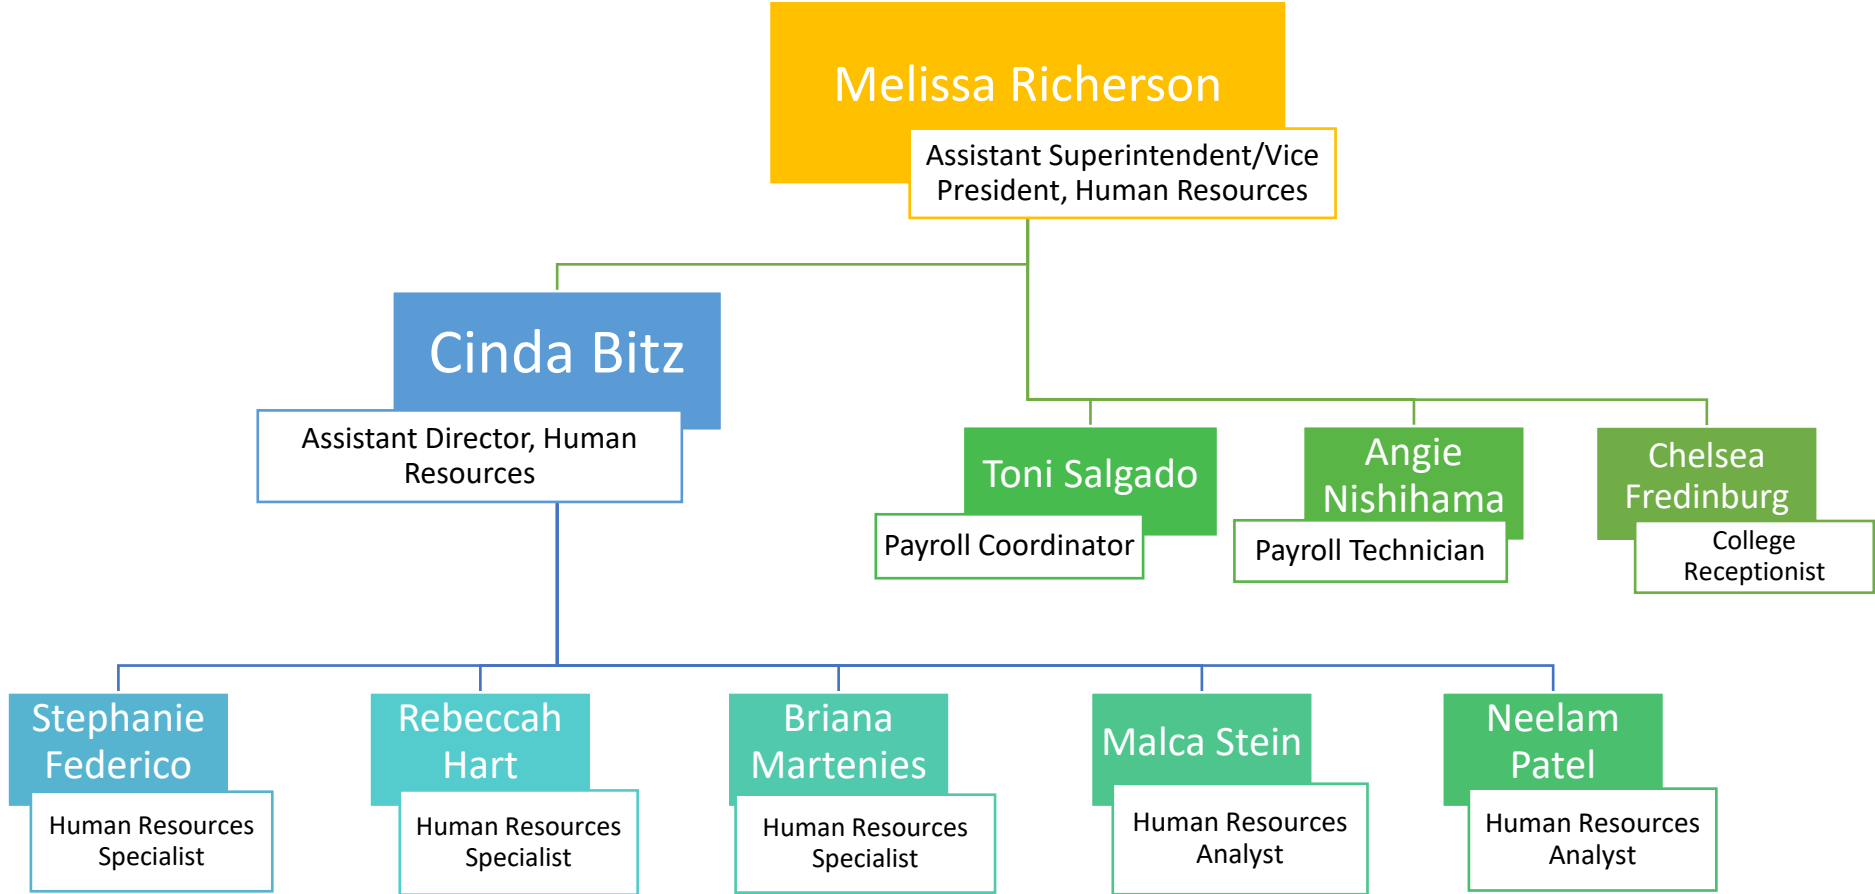 Melissa Richerson
Assistant Superintendent/Vice
President, Human Resources
Cinda Bitz
Assistant Director, Human
Resources
Toni Salgado
Payroll Coordinator
Angie
Nishihama
Payroll Technician
Chelsea
Fredinburg
College
Receptionist
Stephanie
Federico
Human Resources
Specialist
Rebeccah
Hart
Human Resources
Specialist
Briana
Martenies
Human Resources
Specialist
Malca Stein
Human Resources
Analyst
Neelam
Patel
Human Resources
Analyst